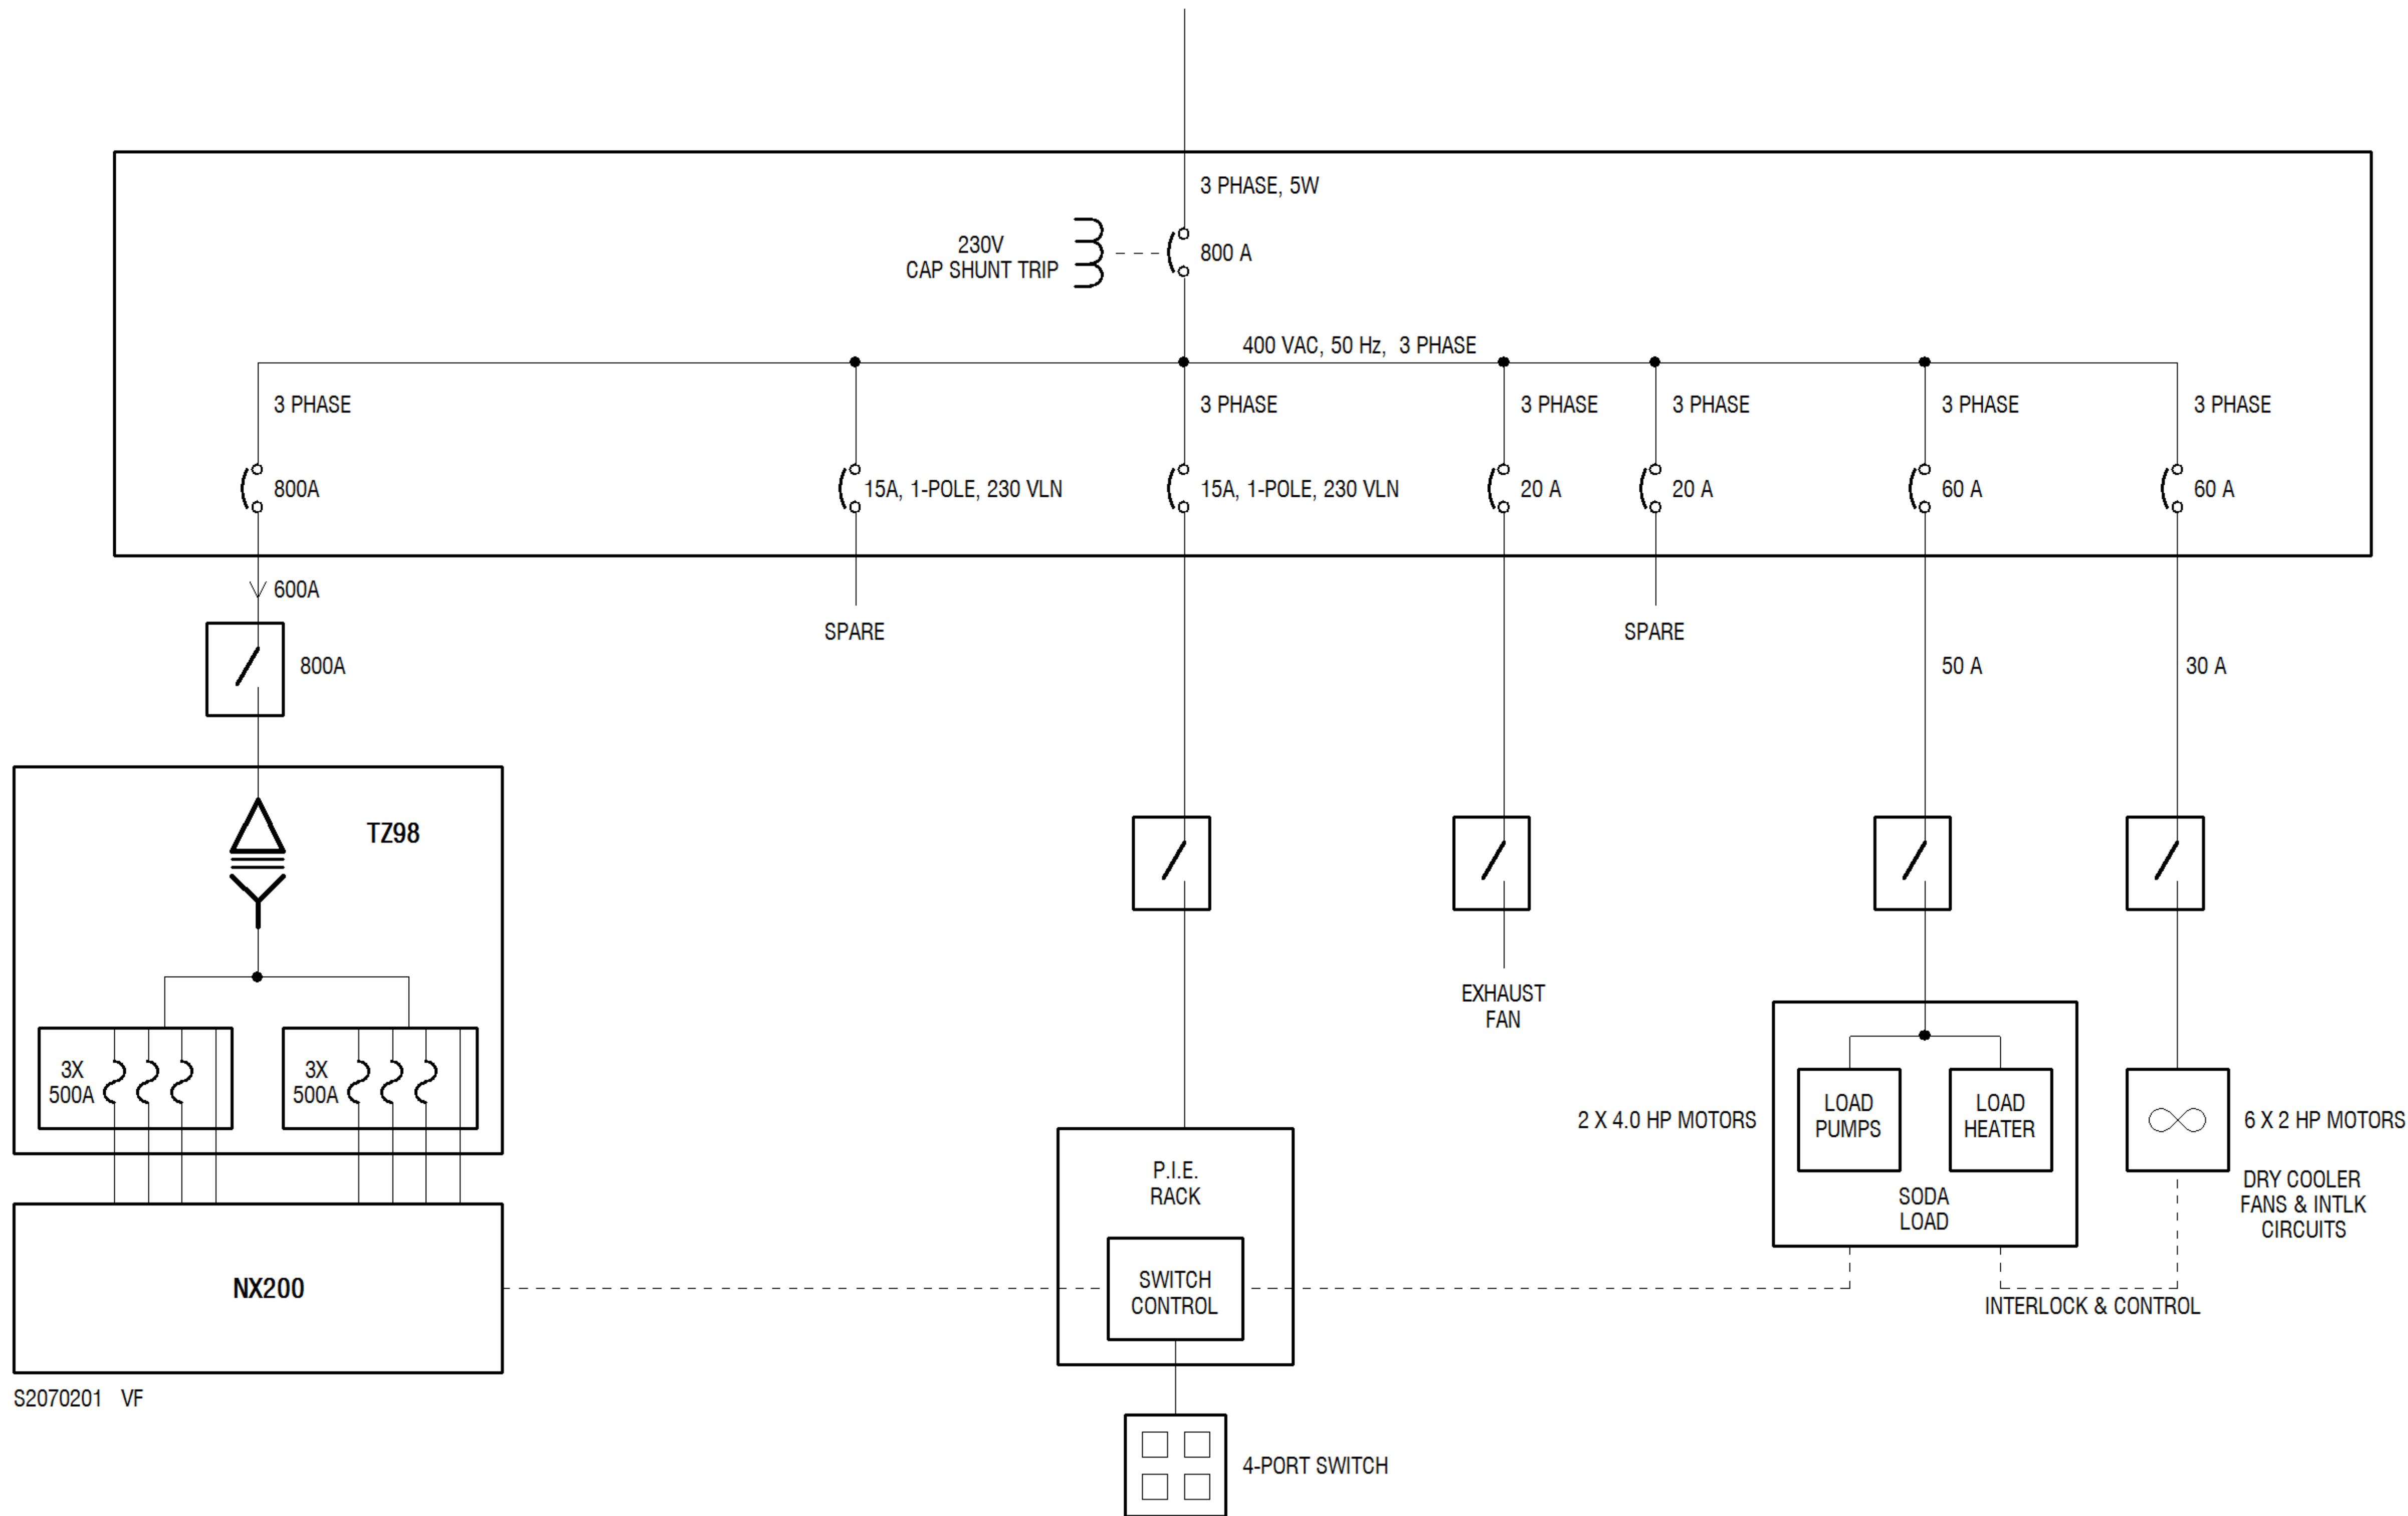 3 PHASE, 5W
230V
CAP SHUNT TRIP
800 A
400 VAC, 50 Hz,  3 PHASE
3 PHASE
3 PHASE
3 PHASE
3 PHASE
3 PHASE
3 PHASE
800A
15A, 1-POLE, 230 VLN
15A, 1-POLE, 230 VLN
20 A
20 A
60 A
60 A
600A
SPARE
SPARE
800A
50 A
30 A
TZ98
EXHAUST
FAN
3X
500A
3X
500A
2 X 4.0 HP MOTORS
LOAD
PUMPS
LOAD
HEATER
6 X 2 HP MOTORS
P.I.E.
RACK
SODA
LOAD
DRY COOLER
FANS & INTLK
CIRCUITS
NX200
SWITCH
CONTROL
INTERLOCK & CONTROL
S2070201   VF
4-PORT SWITCH